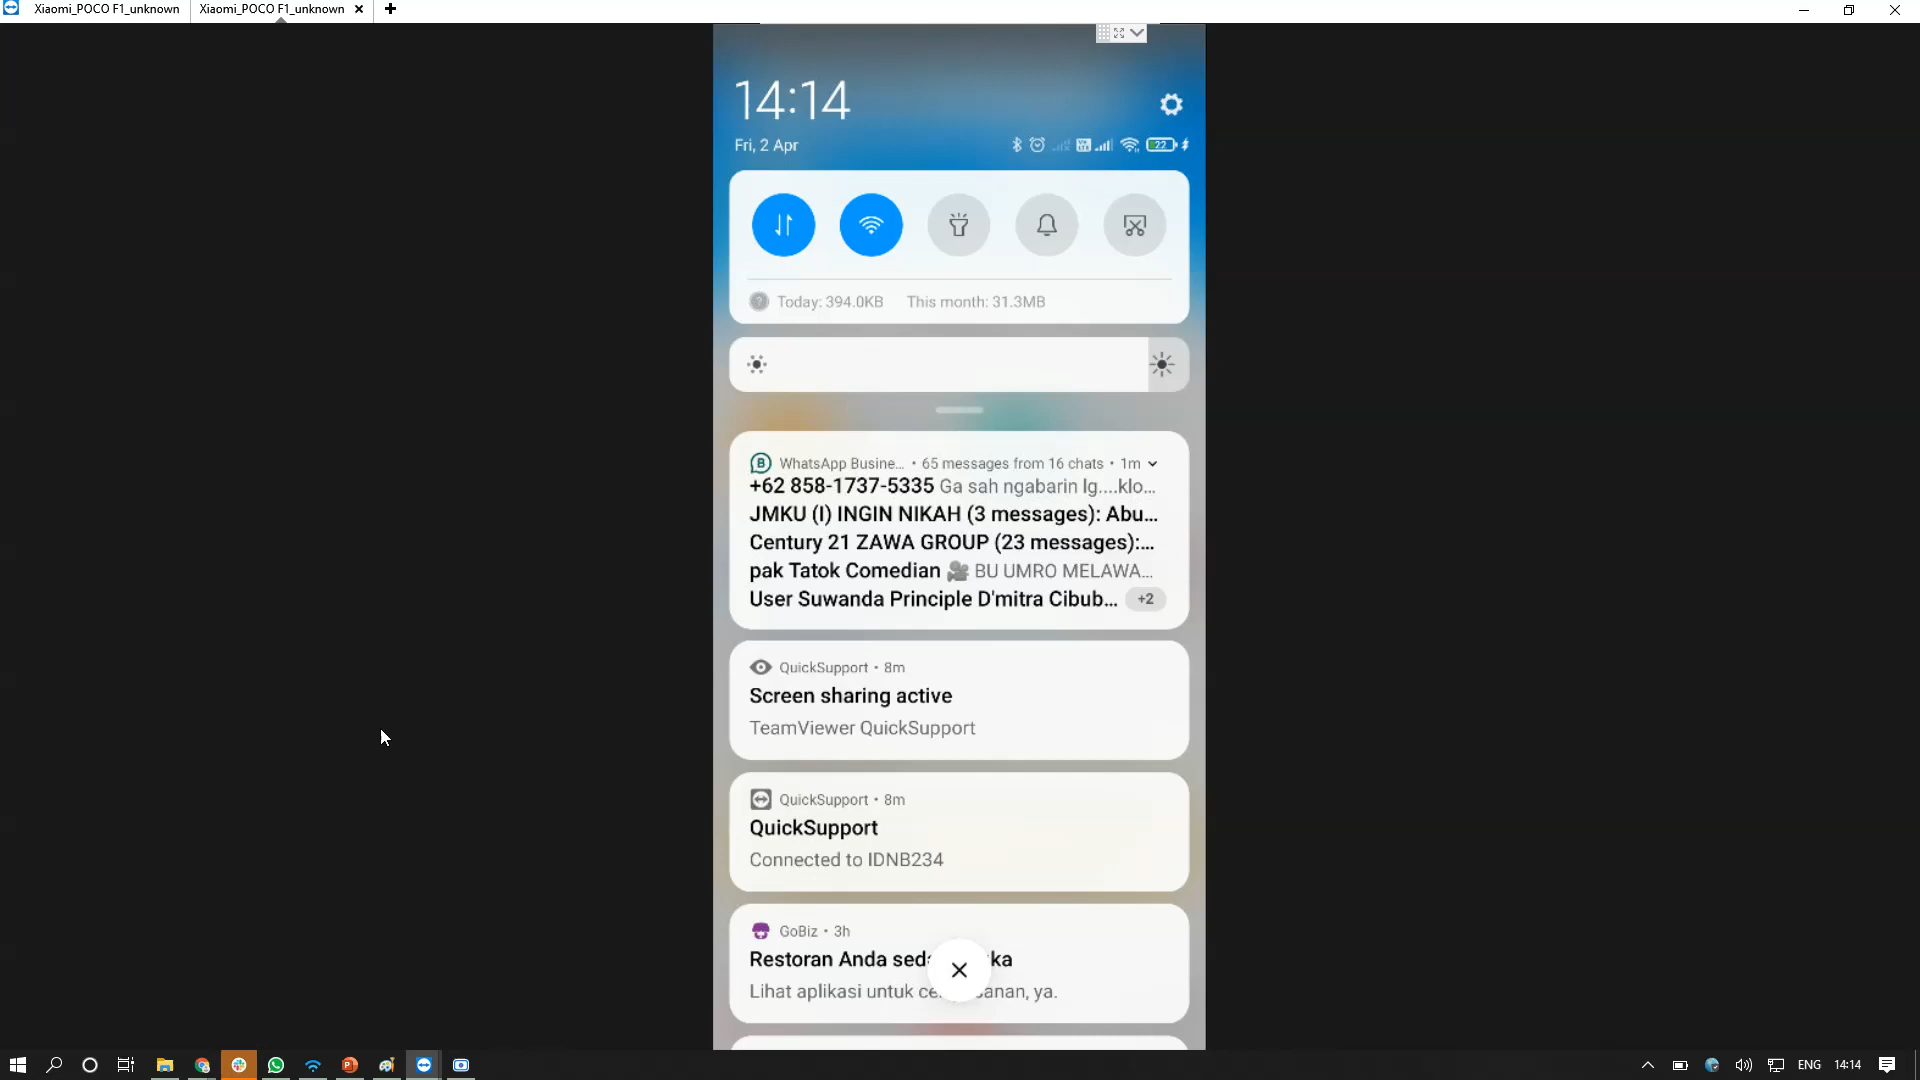 Xiaomi_POCO F1_unknown
Xiaomi_POCO F1_unknown
14:14
Fri, 2 Apr
22
Today: 394.0KB This month: 31.3MB
WhatsApp Busine... • 65 messages from 16 chats • 1m
+62 858-1737-5335 Ga sah ngabarin lg....klo...
JMKU (I) INGIN NIKAH (3 messages): Abu...
Century 21 ZAWA GROUP (23 messages):...
pak Tatok Comedian 🎥 BU UMRO MELAWA...
User Suwanda Principle D'mitra Cibub... +2
QuickSupport • 8m
Screen sharing active
TeamViewer QuickSupport
QuickSupport • 8m
QuickSupport
Connected to IDNB234
GoBiz • 3h
Restoran Anda
Lihat aplikasi untuk ya.
ENG 14:14